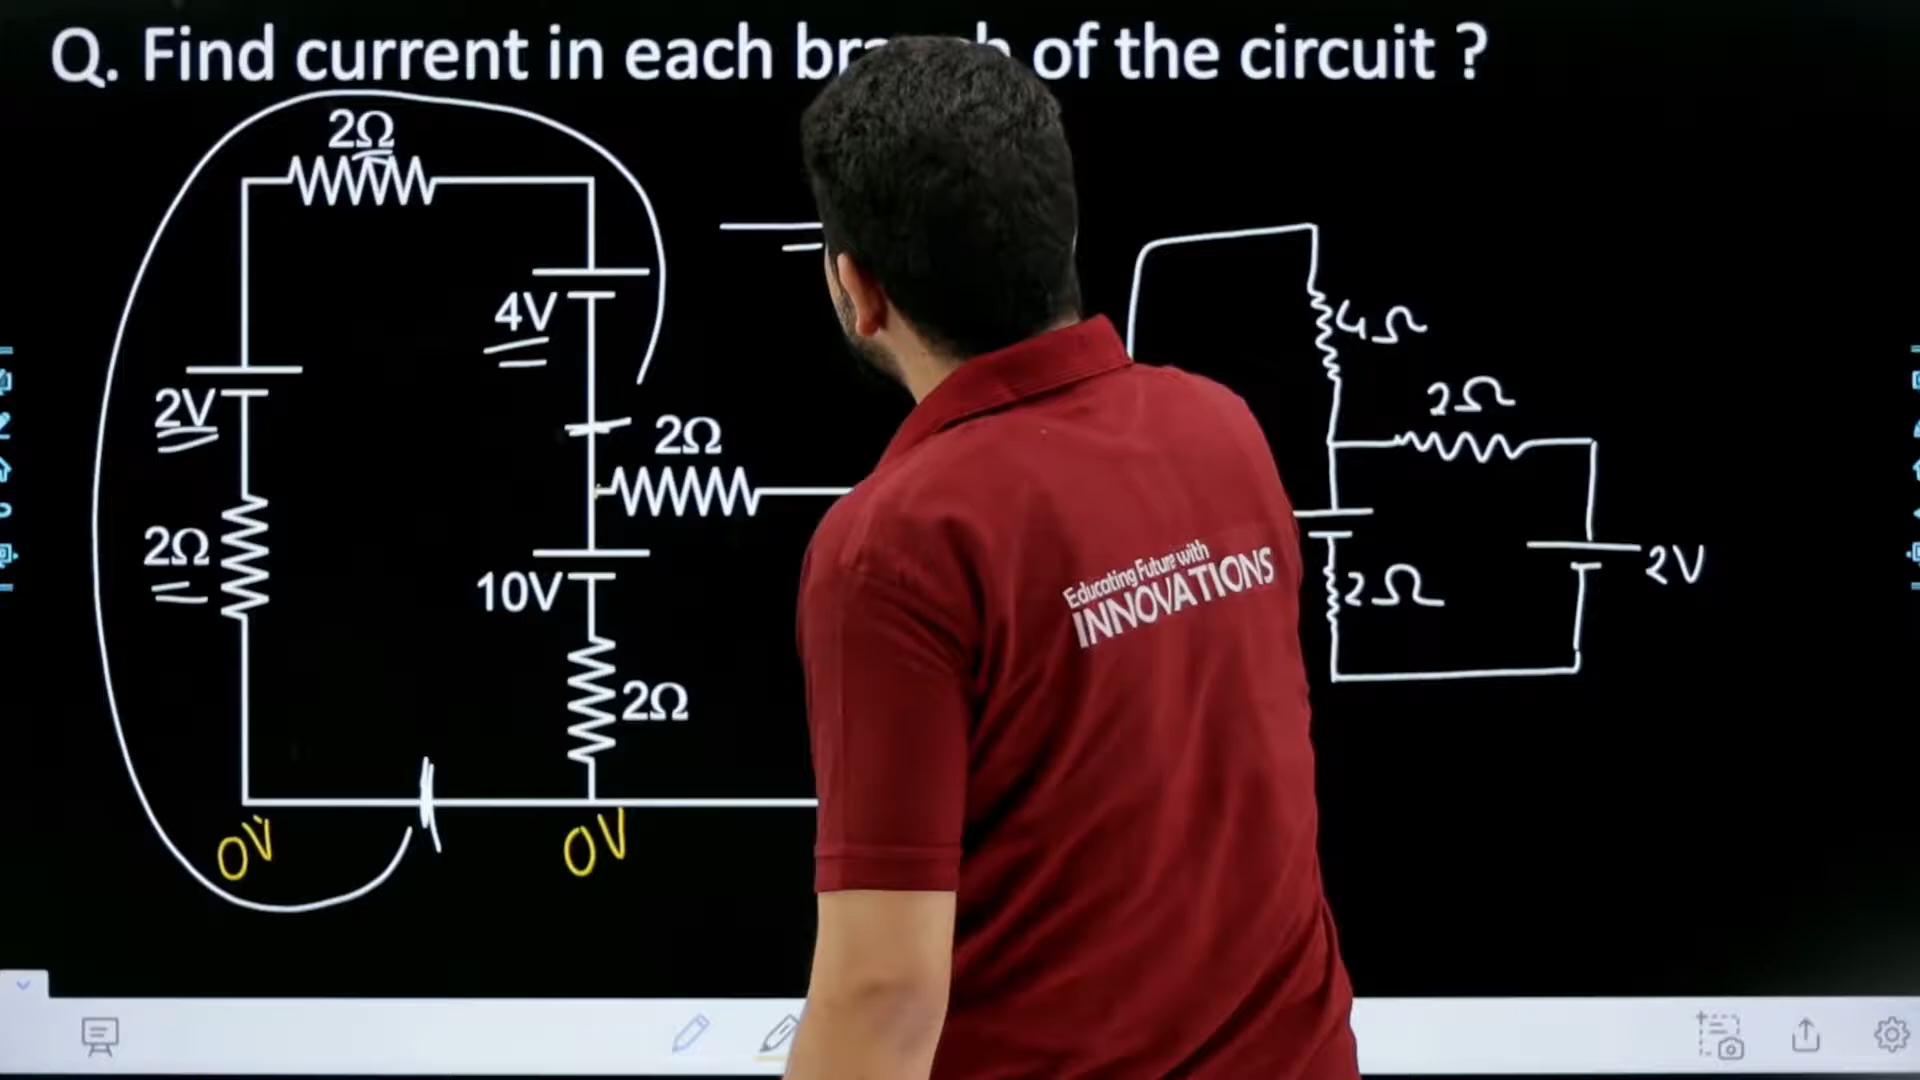 Q. Find current in each of the circuit ?
2Ω
4V
2V
2Ω
2Ω
10V
2Ω
0V
0V
4Ω
2Ω
2V
2Ω
Educating Future with
INNOVATIONS